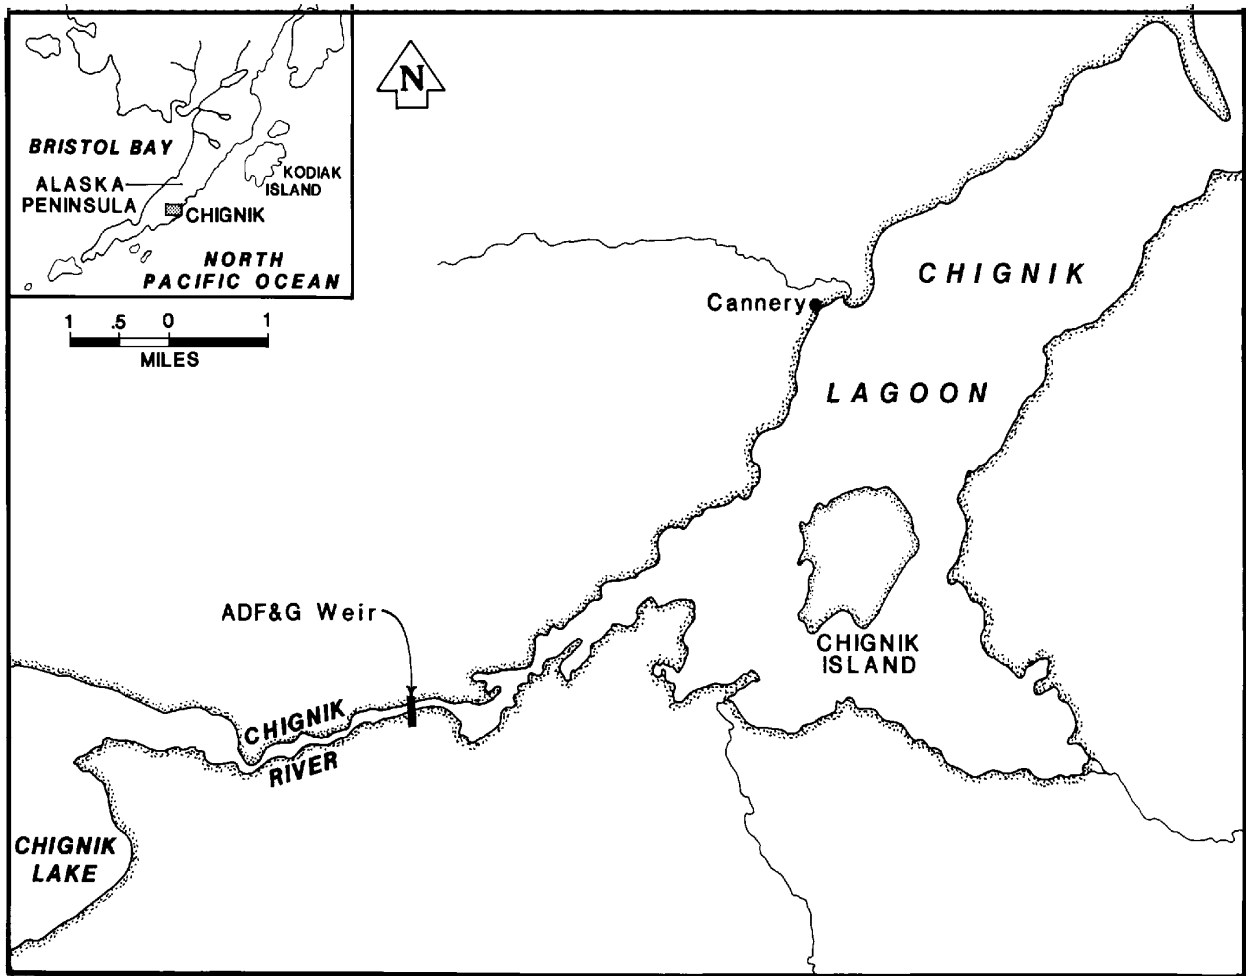 N
BRISTOL BAY
ALASKA
PENINSULA
KODIAK
ISLAND
CHIGNIK
NORTH
PACIFIC OCEAN
1 .5 0 1
MILES
CHIGNIK
LAGOON
Cannery
CHIGNIK
ISLAND
ADF&G Weir
CHIGNIK
RIVER
CHIGNIK
LAKE